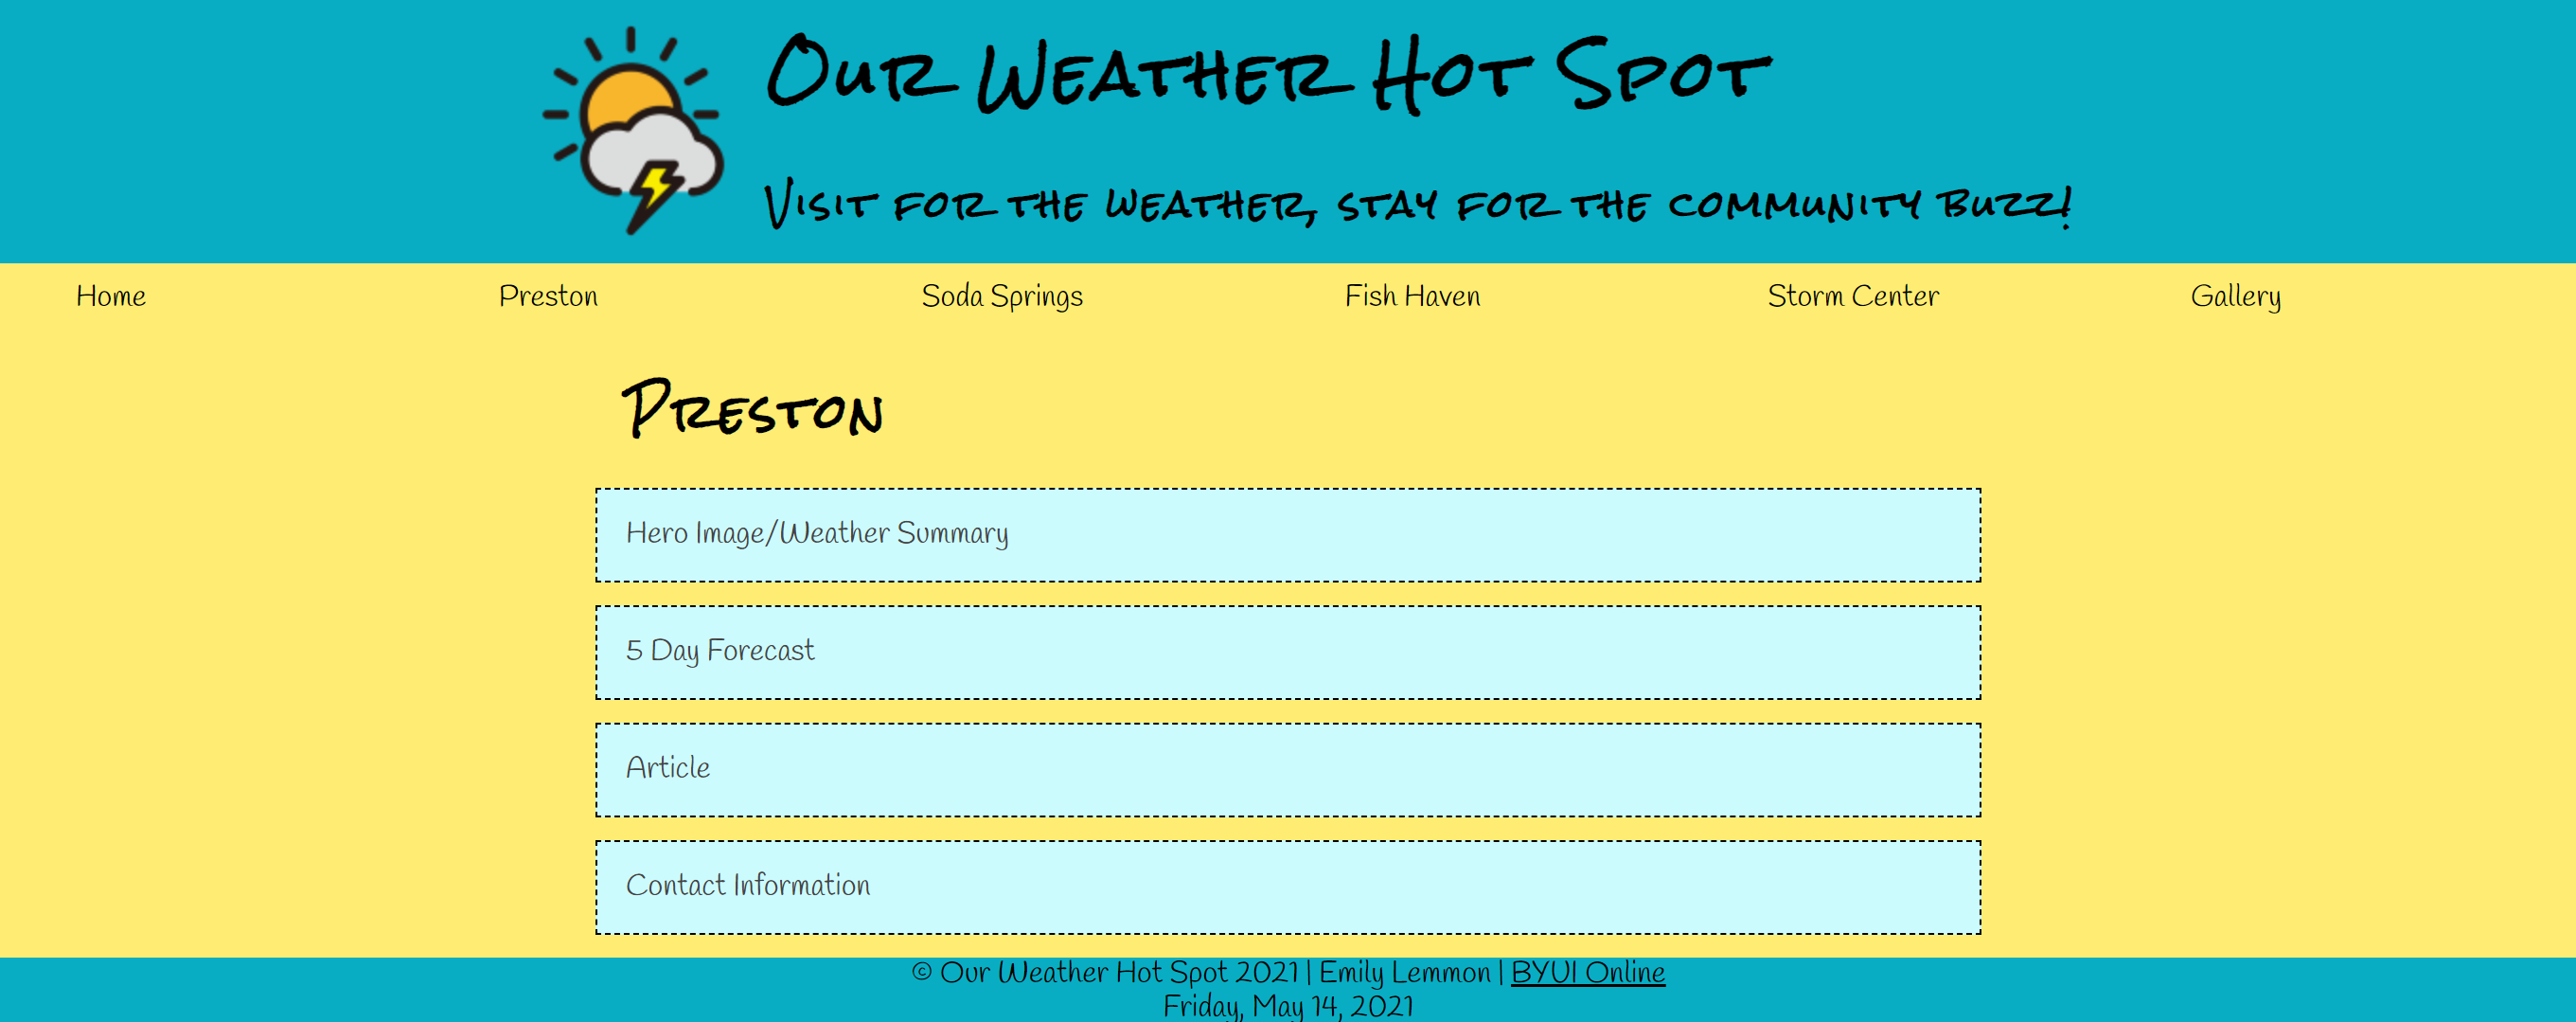 Our Weather Hot Spot
Visit for the weather, stay for the community buzz!
Home Preston Soda Springs Fish Haven Storm Center Gallery
Preston
Hero Image/Weather Summary
5 Day Forecast
Article
Contact Information
© Our Weather Hot Spot 2021 | Emily Lemmon | BYUI Online
Friday, May 14, 2021